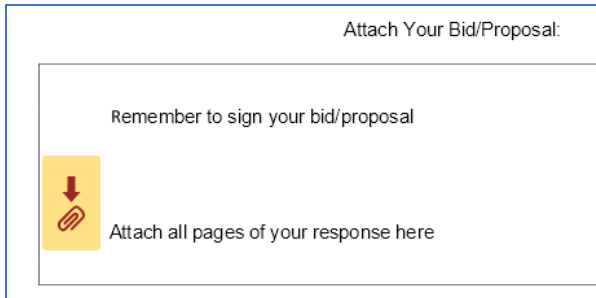 Attach Your Bid/Proposal:
Remember to sign your bid/proposal
Attach all pages of your response here